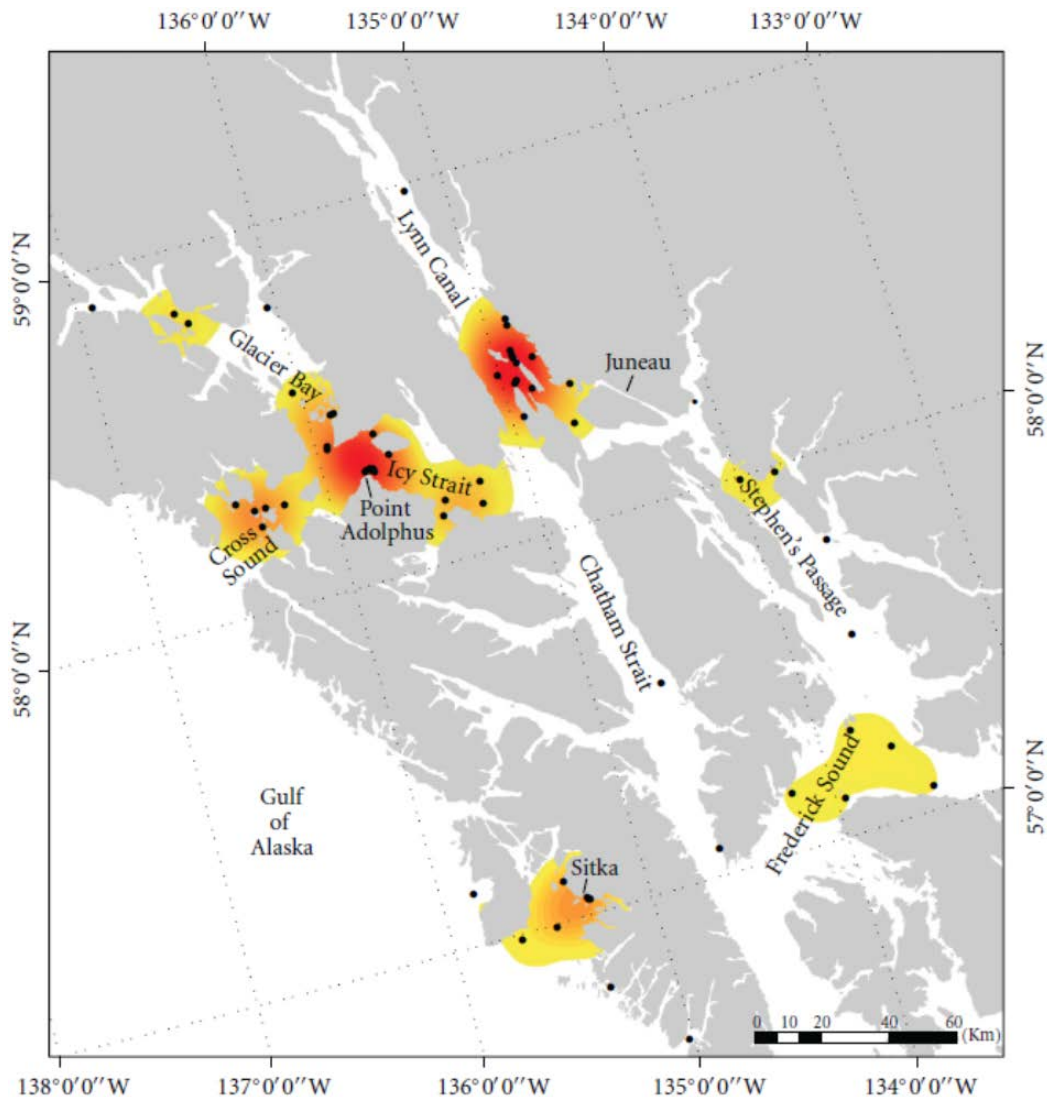 136°0′0″W 135°0′0″W 134°0′0″W 133°0′0″W
59°0′0″N
58°0′0″N
58°0′0″N
57°0′0″N
Lynn Canal
Glacier Bay
Juneau
Icy Strait
Point
Adolphus
Cross
Sound
Stephen's Passage
Chatham Strait
Frederick Sound
Gulf
of
Alaska
Sitka
0 10 20 40 60 (Km)
138°0′0″W 137°0′0″W 136°0′0″W 135°0′0″W 134°0′0″W